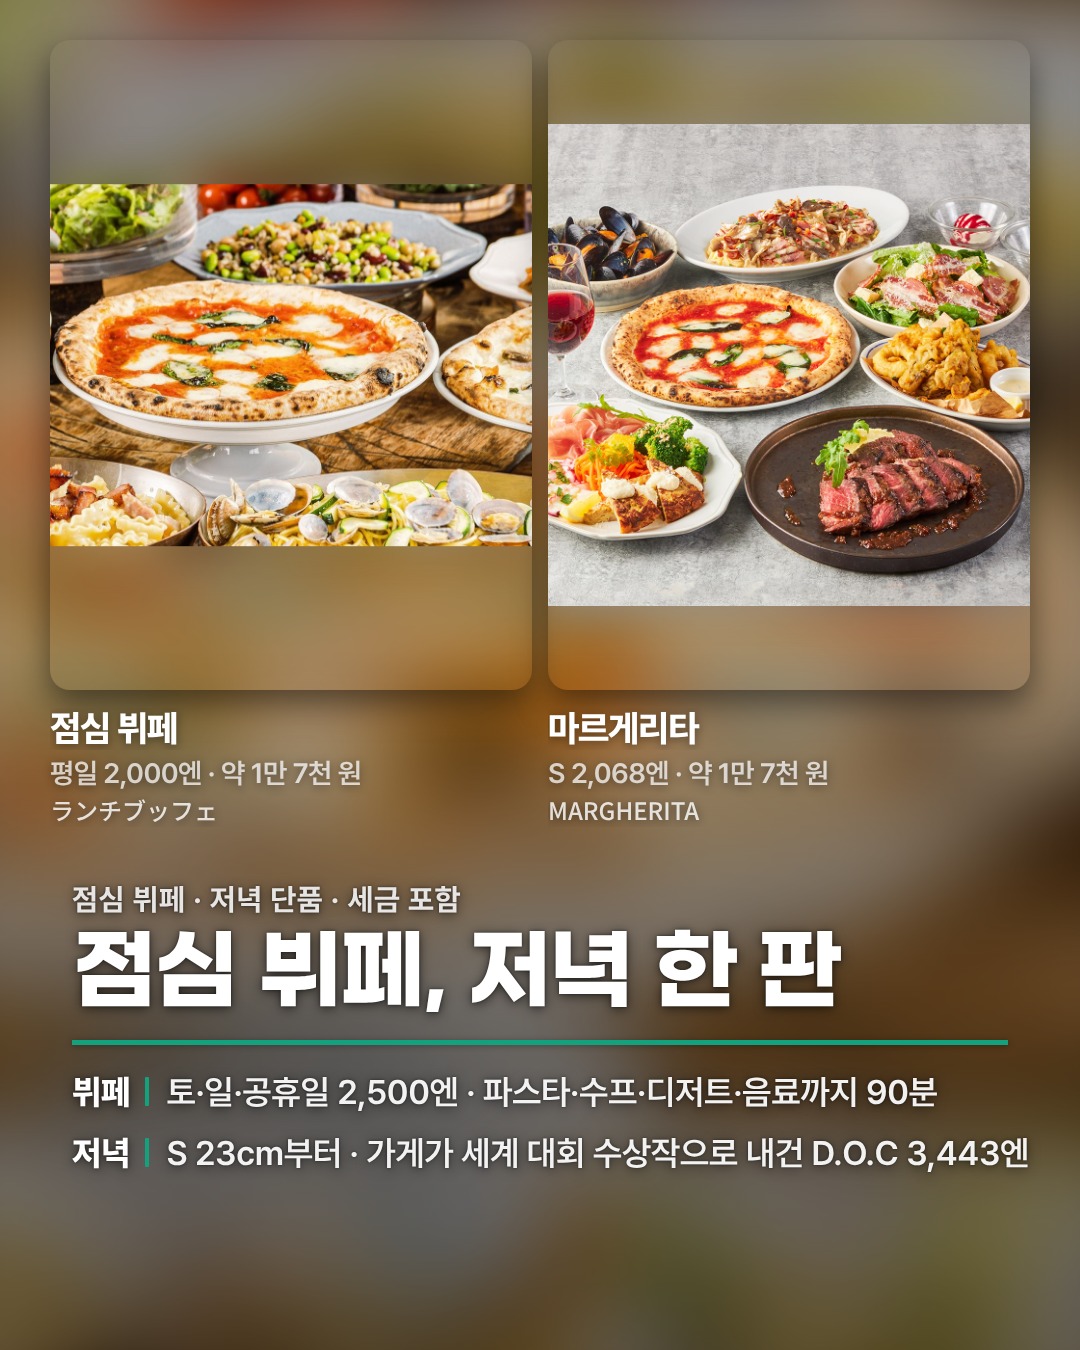 점심 뷔페
평일 2,000엔 · 약 1만 7천 원
ランチブッフェ
마르게리타
S 2,068엔 · 약 1만 7천 원
MARGHERITA
점심 뷔페 · 저녁 단품 · 세금 포함
점심 뷔페, 저녁 한 판
뷔페 | 토·일·공휴일 2,500엔 · 파스타·수프·디저트·음료까지 90분
저녁 | S 23cm부터 · 가게가 세계 대회 수상작으로 내건 D.O.C 3,443엔